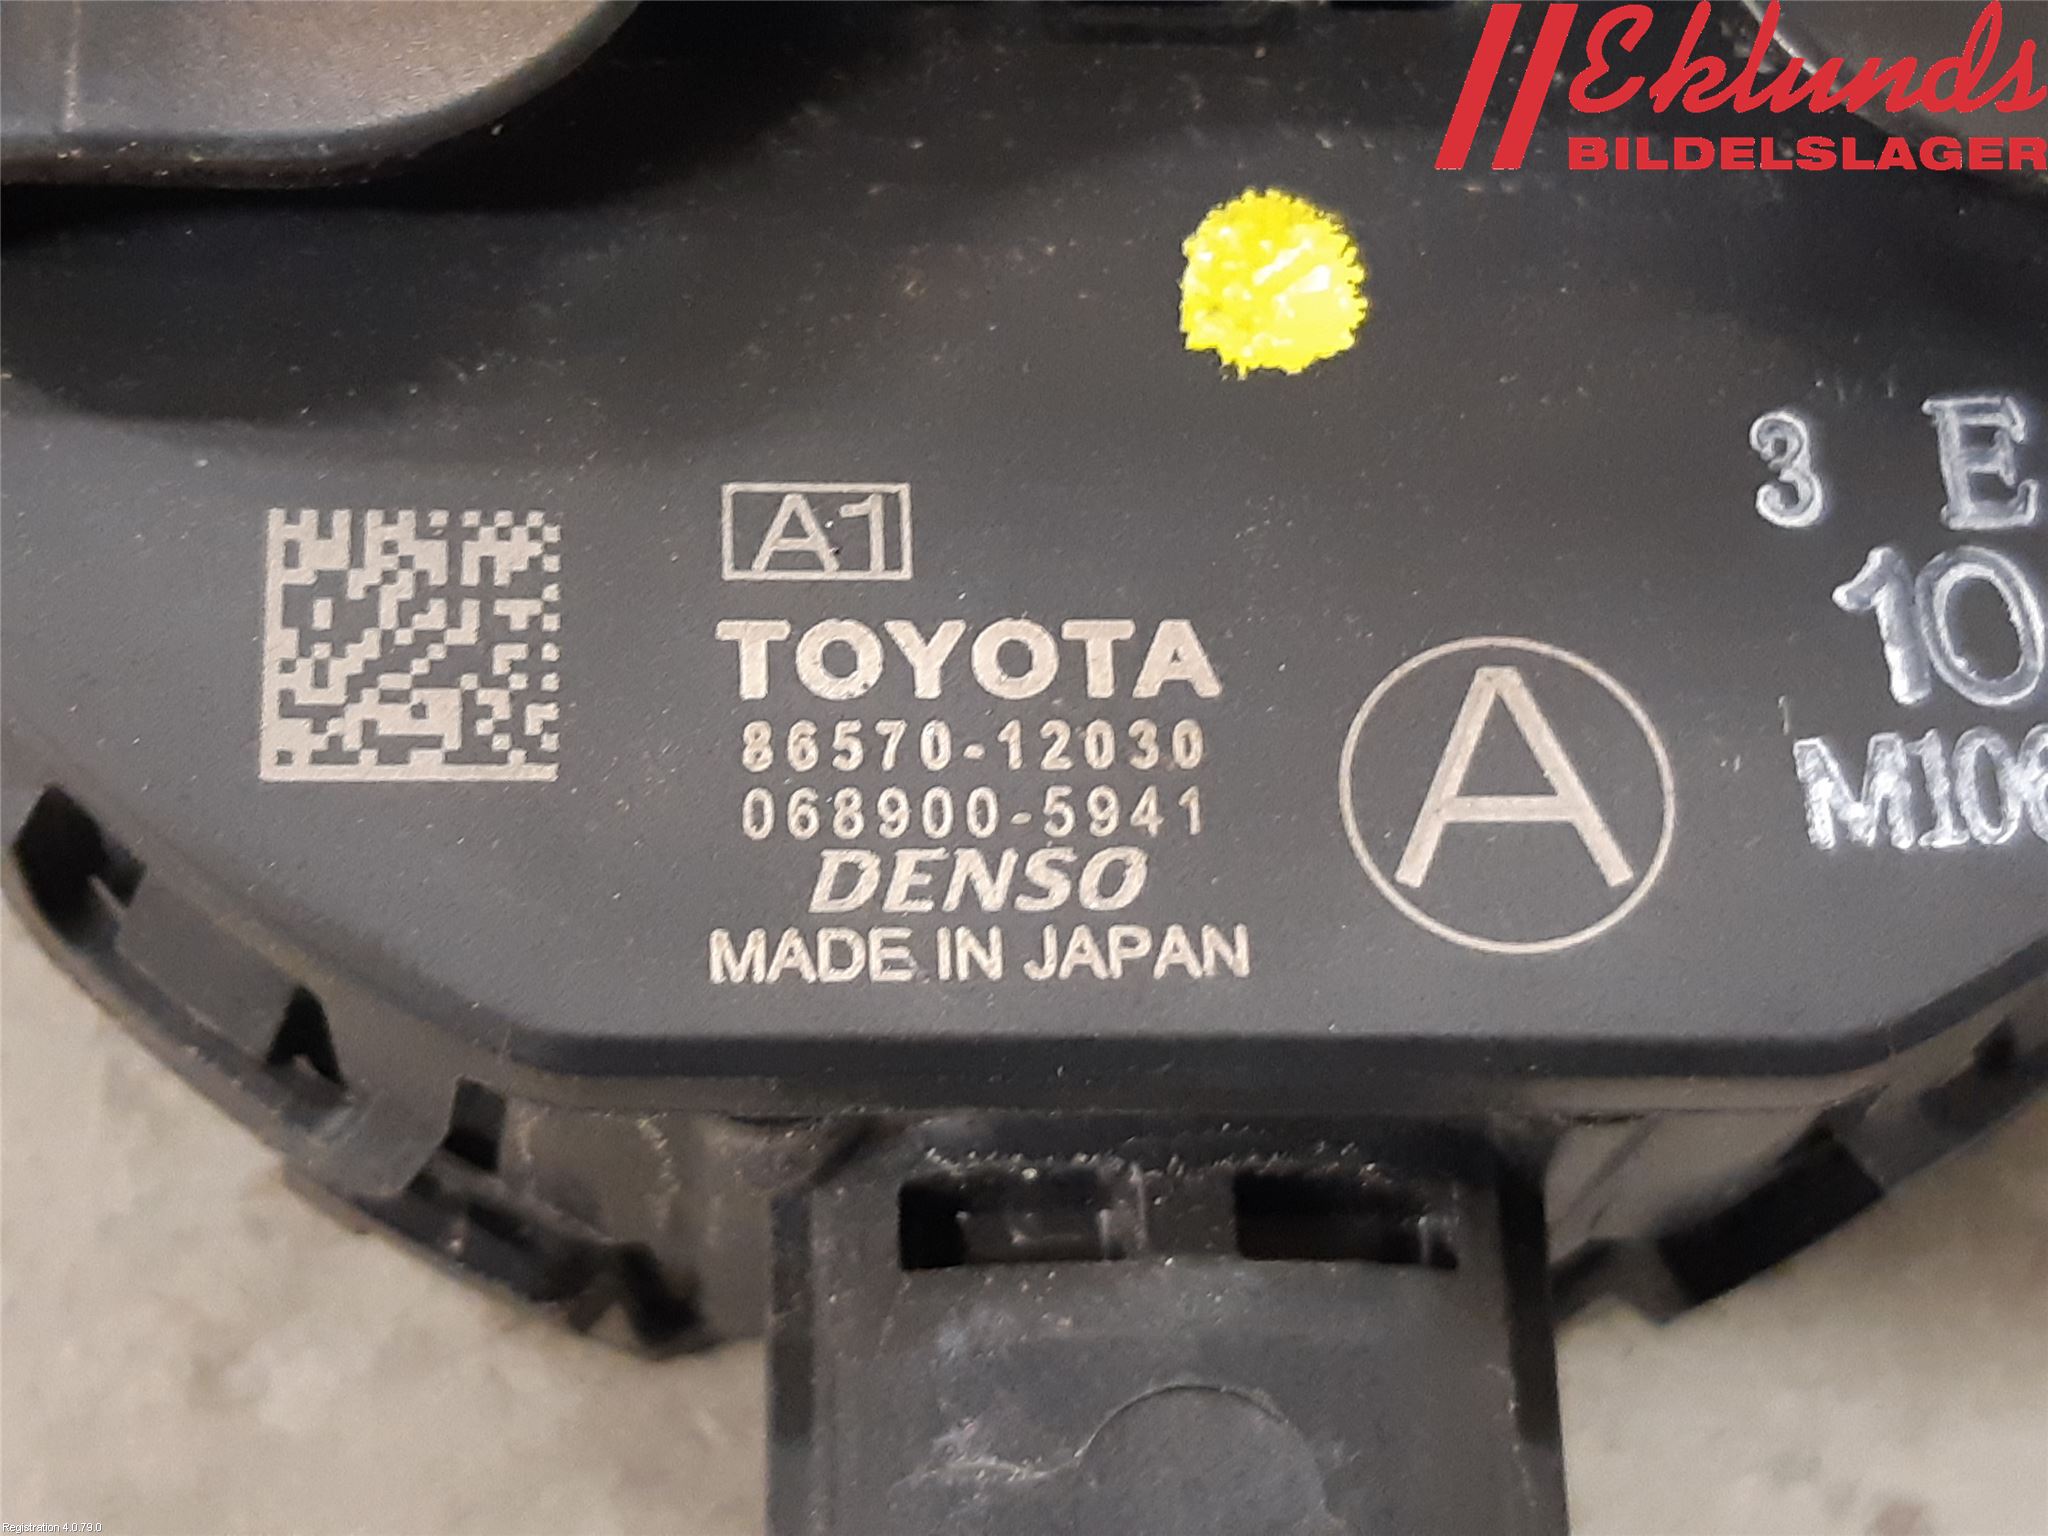 Eklunds
BILDELSLAGER
3 E
10
A1
TOYOTA
86570-12030
068900-5941
DENSO
MADE IN JAPAN
A
Registration 4.0.79.0